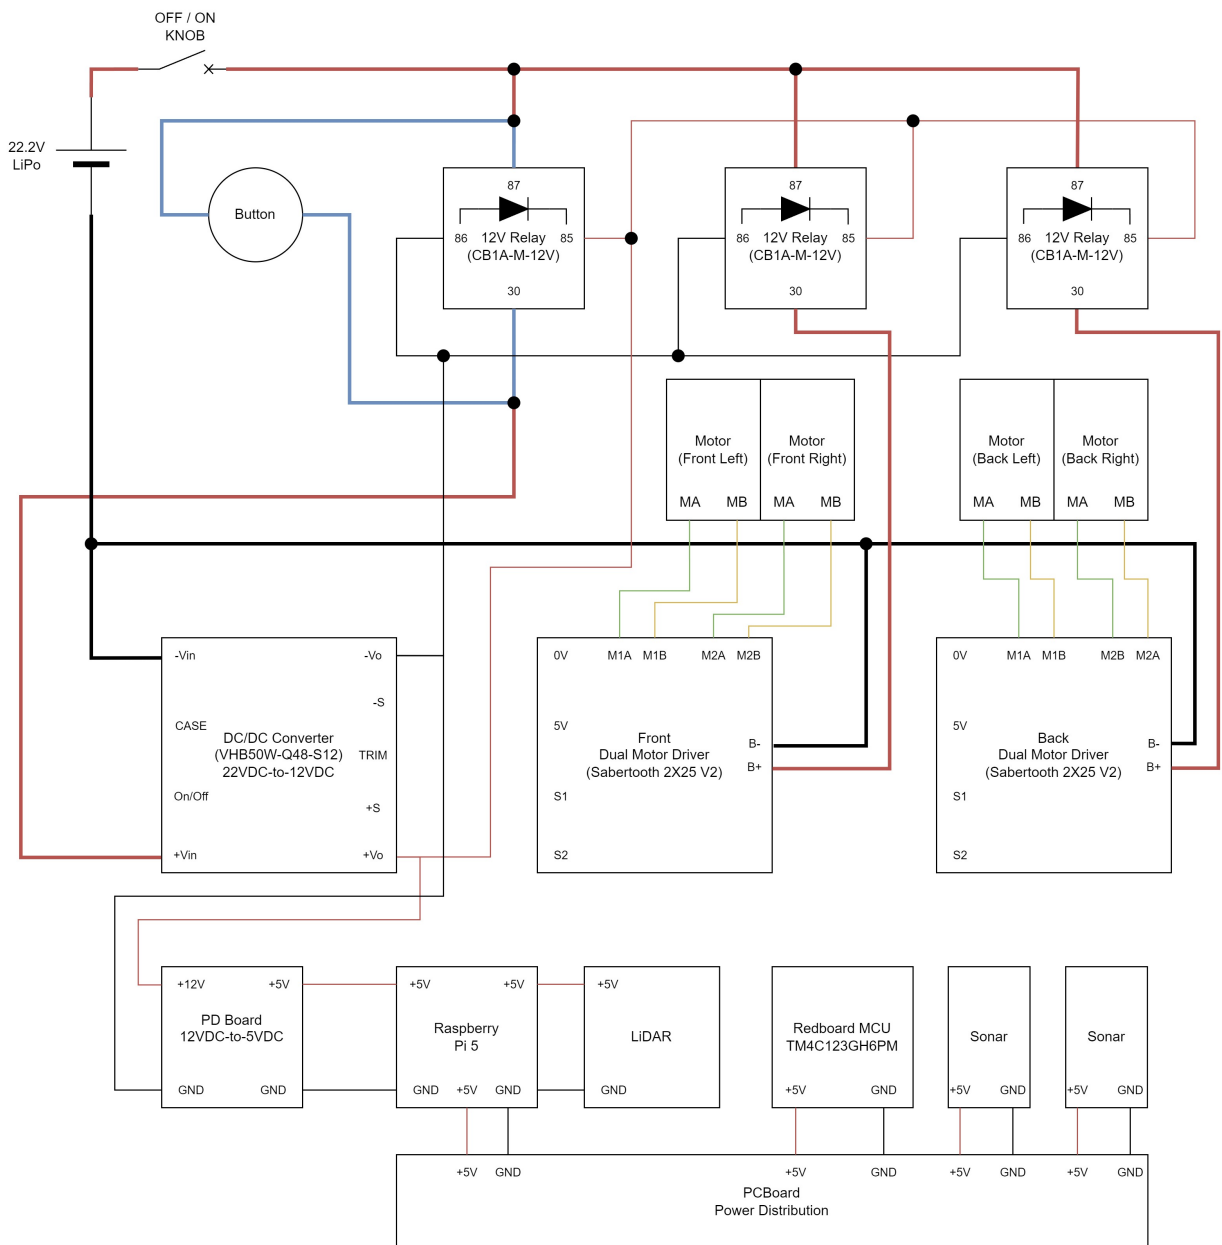 OFF / ON
KNOB
22.2V
LiPo
Button
87
86
85
12V Relay
(CB1A-M-12V)
30
87
86
85
12V Relay
(CB1A-M-12V)
30
87
86
85
12V Relay
(CB1A-M-12V)
30
Motor
(Front Left)
MA
MB
Motor
(Front Right)
MA
MB
Motor
(Back Left)
MA
MB
Motor
(Back Right)
MA
MB
-Vin
-Vo
-S
CASE
DC/DC Converter
(VHB50W-Q48-S12)
22VDC-to-12VDC
TRIM
On/Off
+S
+Vin
+Vo
0V
M1A
M1B
M2A
M2B
5V
Front
Dual Motor Driver
(Sabertooth 2X25 V2)
B-
B+
S1
S2
0V
M1A
M1B
M2B
M2A
5V
Back
Dual Motor Driver
(Sabertooth 2X25 V2)
B-
B+
S1
S2
+12V
+5V
PD Board
12VDC-to-5VDC
GND
GND
+5V
+5V
Raspberry
Pi 5
GND
+5V
GND
+5V
LiDAR
GND
Redboard MCU
TM4C123GH6PM
+5V
GND
Sonar
+5V
GND
Sonar
+5V
GND
+5V
GND
+5V
GND
+5V
GND
+5V
GND
PCBoard
Power Distribution